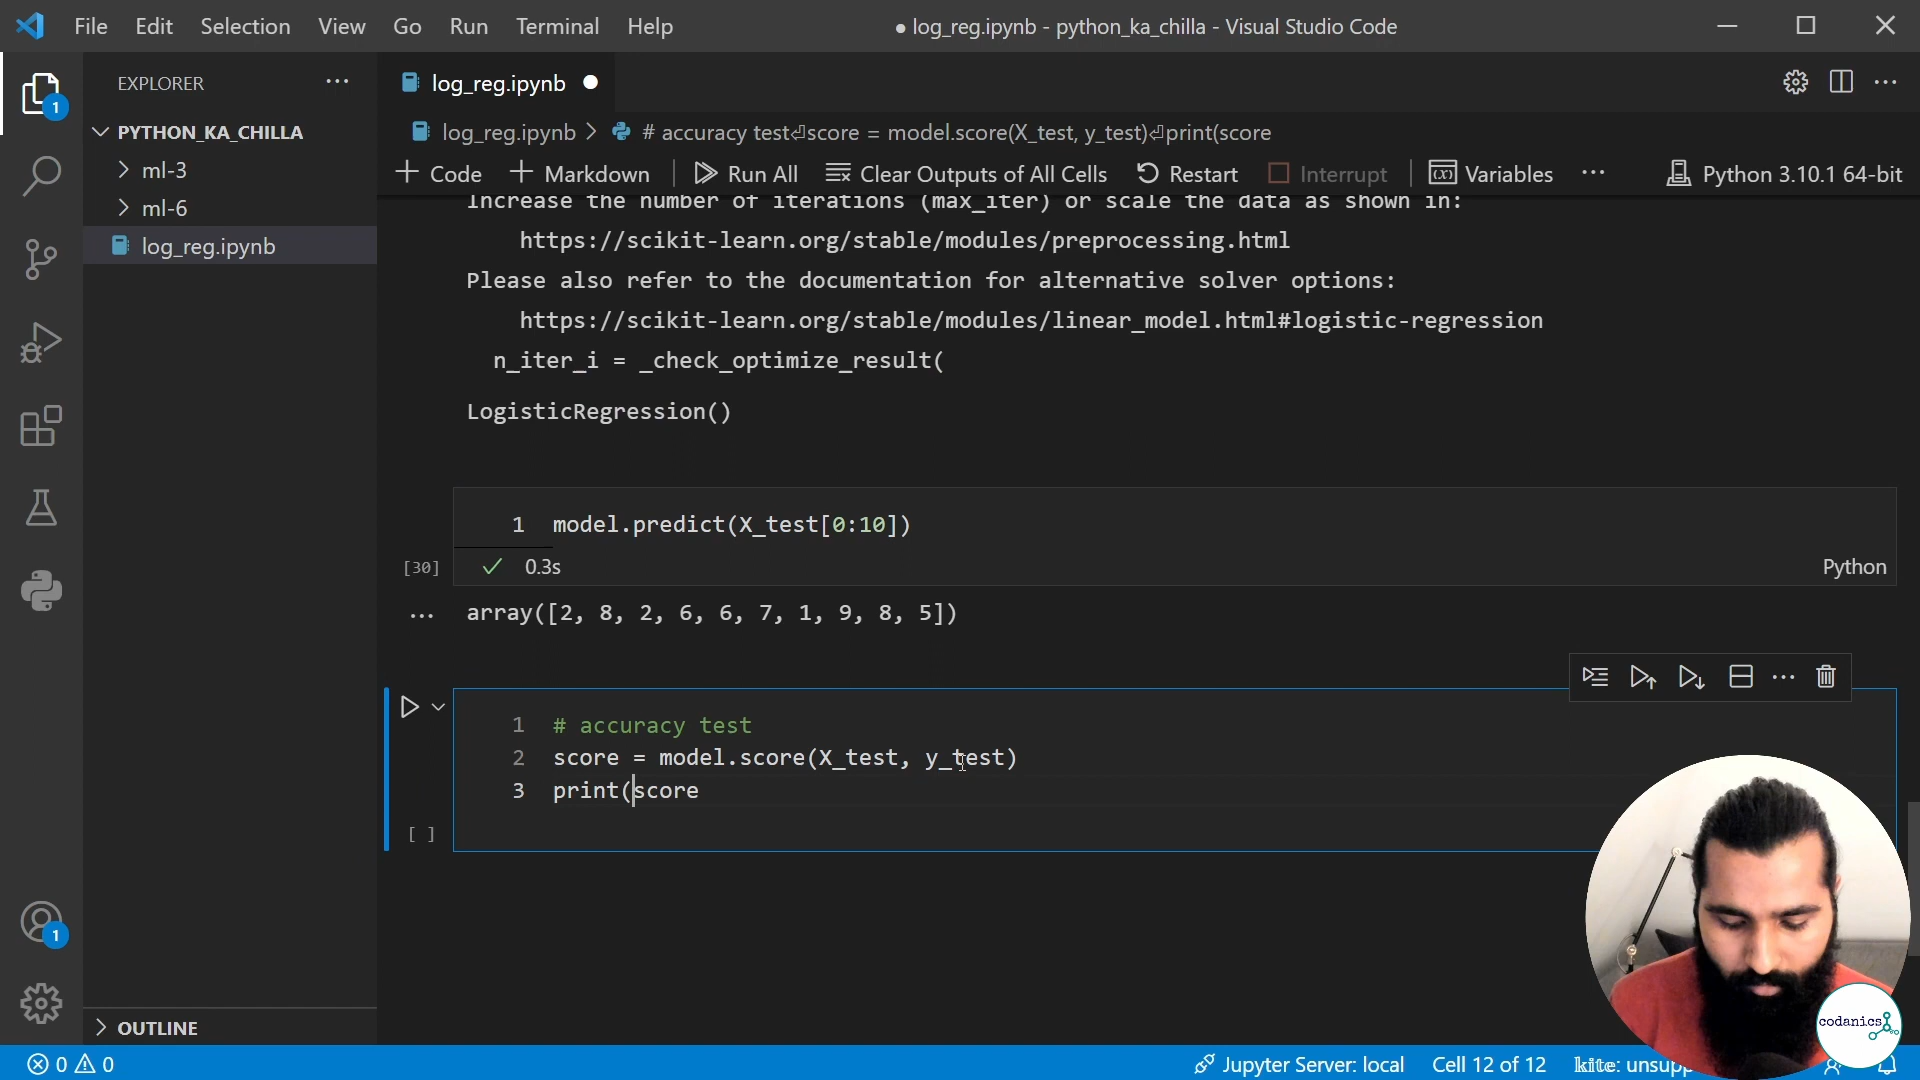 File Edit Selection View Go Run Terminal Help
● log_reg.ipynb - python_ka_chilla - Visual Studio Code
EXPLORER
PYTHON_KA_CHILLA
ml-3
ml-6
log_reg.ipynb
OUTLINE
1
1
log_reg.ipynb
log_reg.ipynb > # accuracy test⏎score = model.score(X_test, y_test)⏎print(score
+ Code + Markdown Run All Clear Outputs of All Cells Restart Interrupt Variables ... Python 3.10.1 64-bit
Increase the number of iterations (max_iter) or scale the data as shown in:
https://scikit-learn.org/stable/modules/preprocessing.html
Please also refer to the documentation for alternative solver options:
https://scikit-learn.org/stable/modules/linear_model.html#logistic-regression
n_iter_i = _check_optimize_result(
LogisticRegression()
1 model.predict(X_test[0:10])
[30] 0.3s Python
... array([2, 8, 2, 6, 6, 7, 1, 9, 8, 5])
1 # accuracy test
2 score = model.score(X_test, y_test)
3 print(score
[ ]
codanics
0 0 Jupyter Server: local Cell 12 of 12 kite: